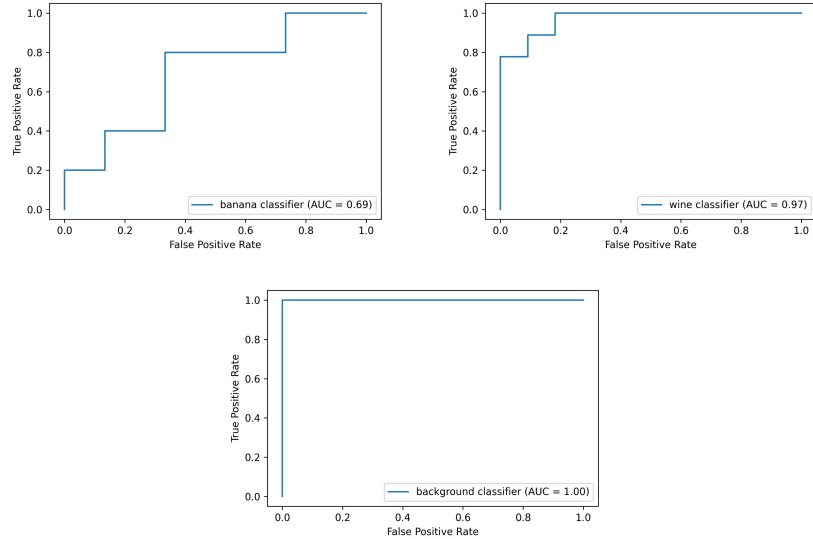 1.0
0.8
0.6
0.4
0.2
0.0
True Positive Rate
banana classifier (AUC = 0.69)
0.0 0.2 0.4 0.6 0.8 1.0
False Positive Rate
1.0
0.8
0.6
0.4
0.2
0.0
True Positive Rate
wine classifier (AUC = 0.97)
0.0 0.2 0.4 0.6 0.8 1.0
False Positive Rate
1.0
0.8
0.6
0.4
0.2
0.0
True Positive Rate
background classifier (AUC = 1.00)
0.0 0.2 0.4 0.6 0.8 1.0
False Positive Rate